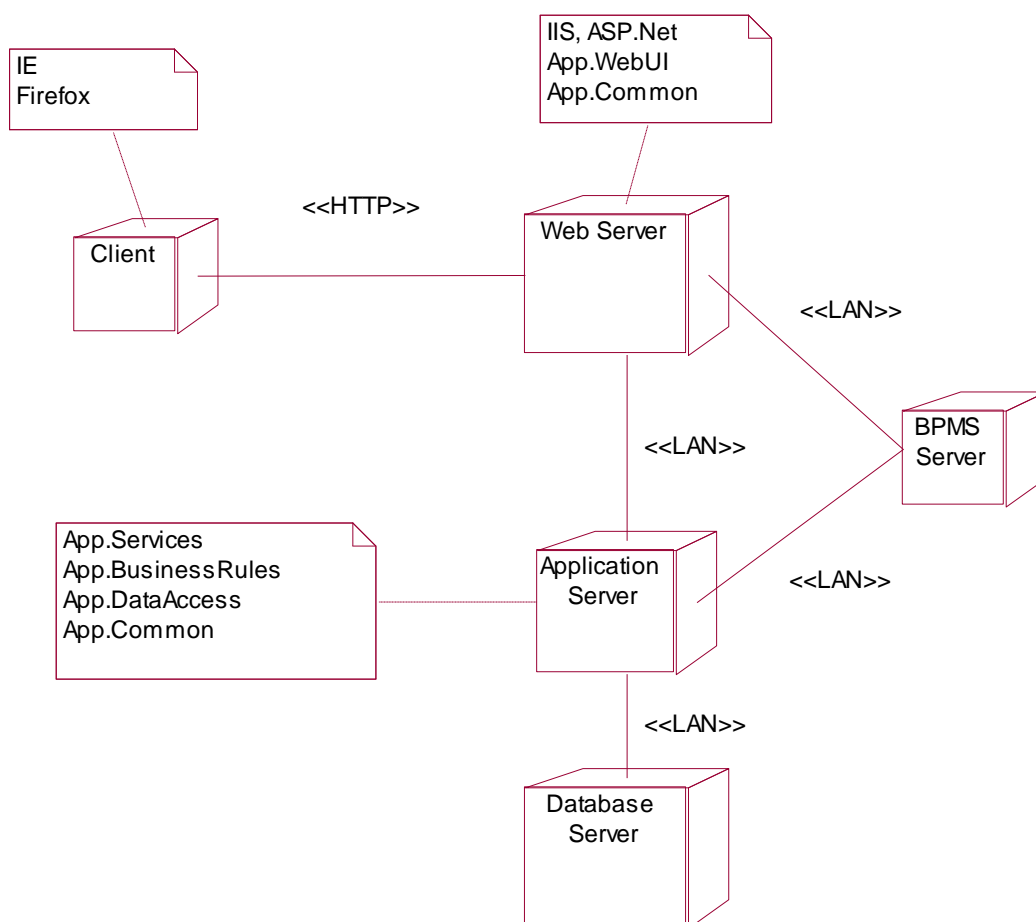 IE
Firefox
IIS, ASP.Net
App.WebUI
App.Common
<<HTTP>>
Client
Web Server
<<LAN>>
BPMS
Server
<<LAN>>
App.Services
App.BusinessRules
App.DataAccess
App.Common
Application
Server
<<LAN>>
<<LAN>>
Database
Server